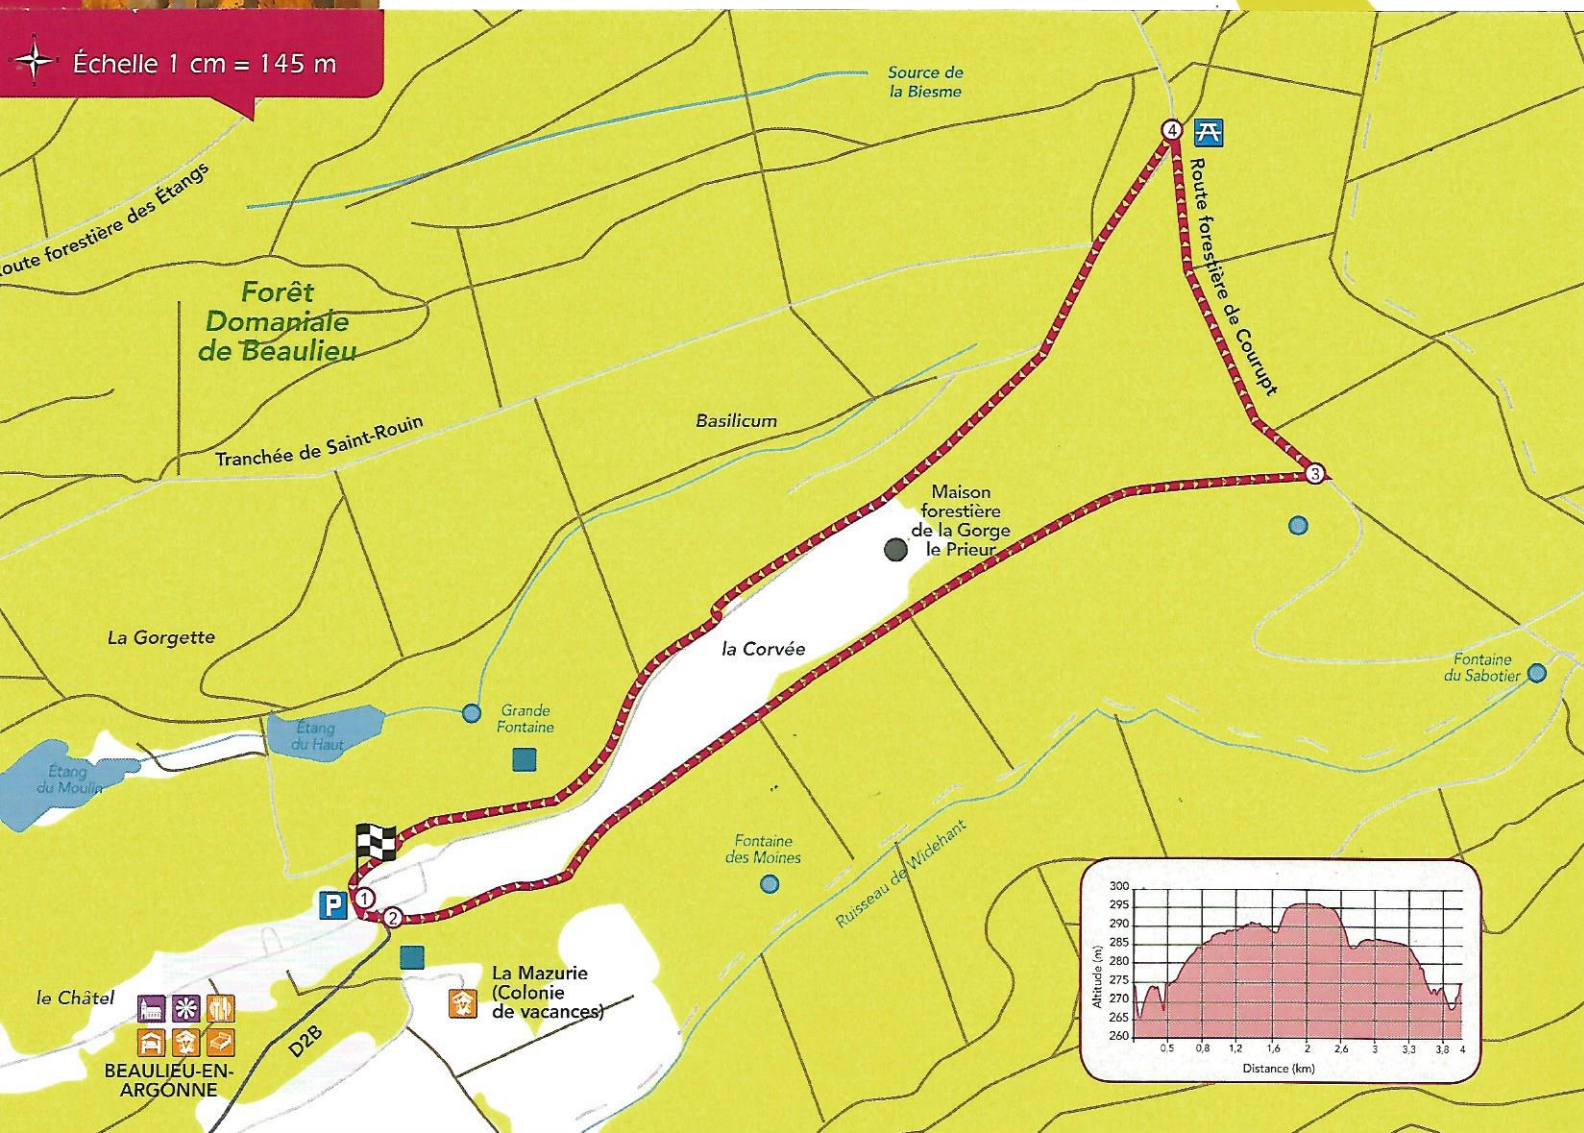 Échelle 1 cm = 145 m
Source de
la Biesme
4
Route forestière des Étangs
Route forestière de Courupt
Forêt
Domaniale
de Beaulieu
Tranchée de Saint-Rouin
Basilicum
3
Maison
forestière
de la Gorge
le Prieur
La Gorgette
la Corvée
Fontaine
du Sabotier
Grande
Fontaine
Étang
du Haut
Étang
du Moulin
Fontaine
des Moines
Ruisseau de Widehant
P
1
2
La Mazurie
(Colonie
de vacances)
le Châtel
D2B
BEAULIEU-EN-
ARGONNE
Altitude (m)
300
295
290
285
280
275
270
265
260
0,5 0,8 1,2 1,6 2 2,6 3 3,3 3,8 4
Distance (km)